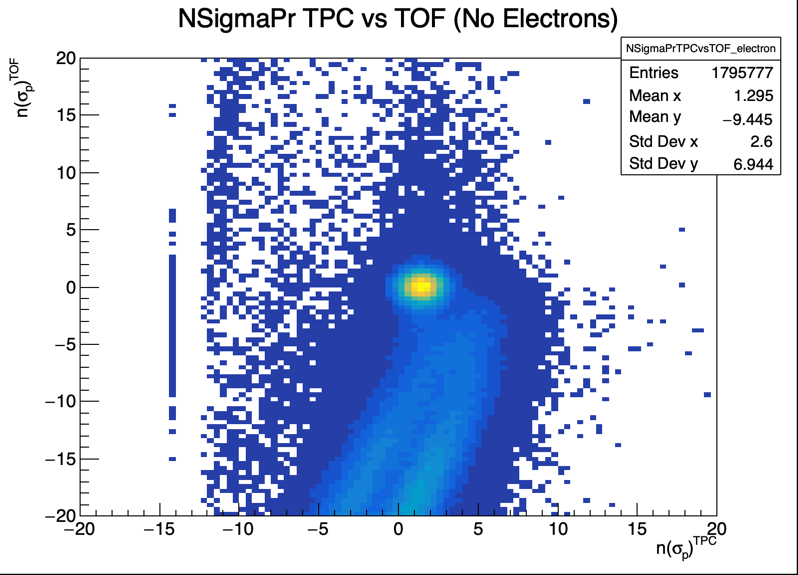 NSigmaPr TPC vs TOF (No Electrons)
NSigmaPrTPCvsTOF_electron
Entries 1795777
Mean x 1.295
Mean y −9.445
Std Dev x 2.6
Std Dev y 6.944
n(σp)TOF
20
15
10
5
0
−5
−10
−15
−20
−20 −15 −10 −5 0 5 10 15 20
n(σp)TPC